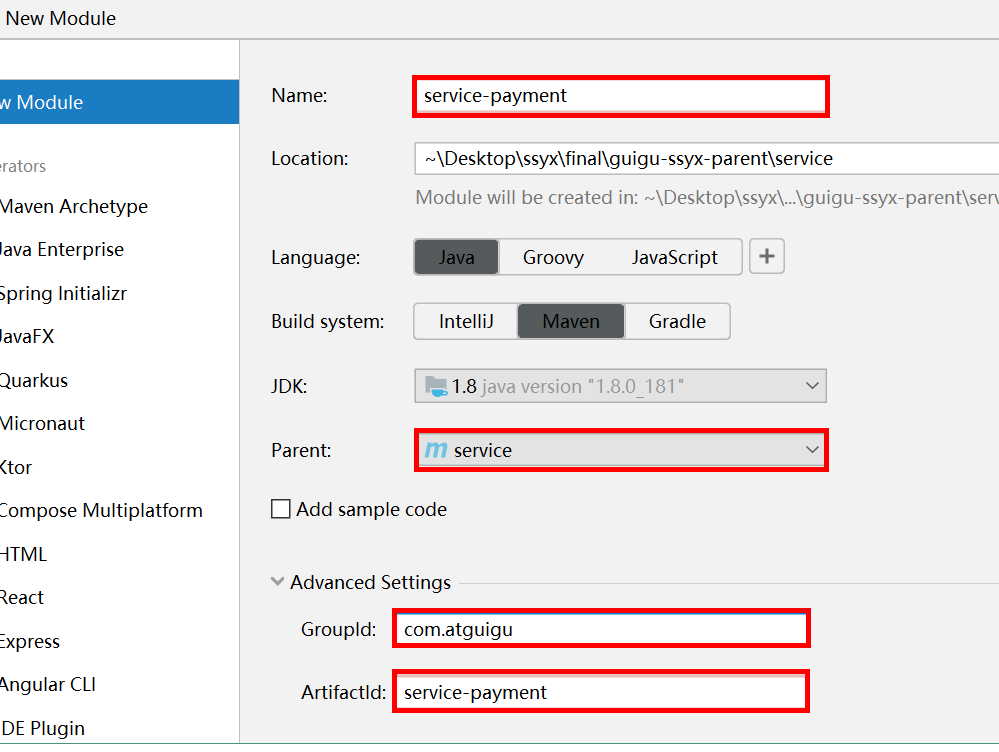 New Module
w Module
erators
Maven Archetype
Java Enterprise
Spring Initializr
JavaFX
Quarkus
Micronaut
Ktor
Compose Multiplatform
HTML
React
Express
Angular CLI
DE Plugin
Name: service-payment
Location: ~\Desktop\ssyx\final\guigu-ssyx-parent\service
Module will be created in: ~\Desktop\ssyx\...\guigu-ssyx-parent\serv
Language: Java Groovy JavaScript +
Build system: IntelliJ Maven Gradle
JDK: 1.8 java version "1.8.0_181"
Parent: m service
Add sample code
Advanced Settings
GroupId: com.atguigu
ArtifactId: service-payment